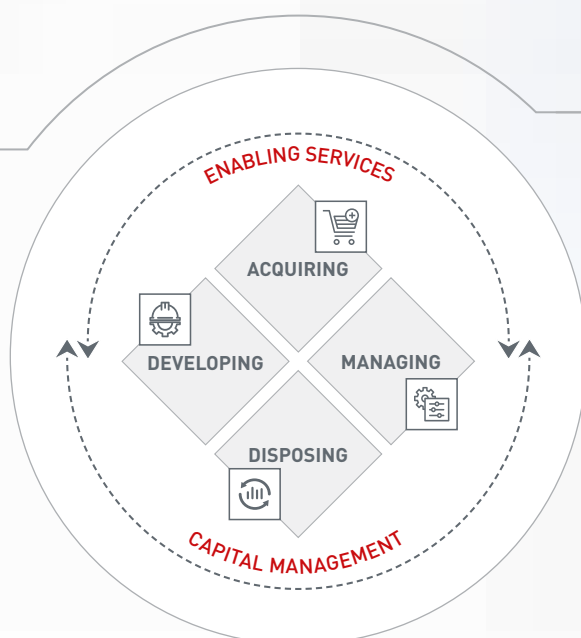 ENABLING SERVICES
ACQUIRING
DEVELOPING
MANAGING
DISPOSING
CAPITAL MANAGEMENT